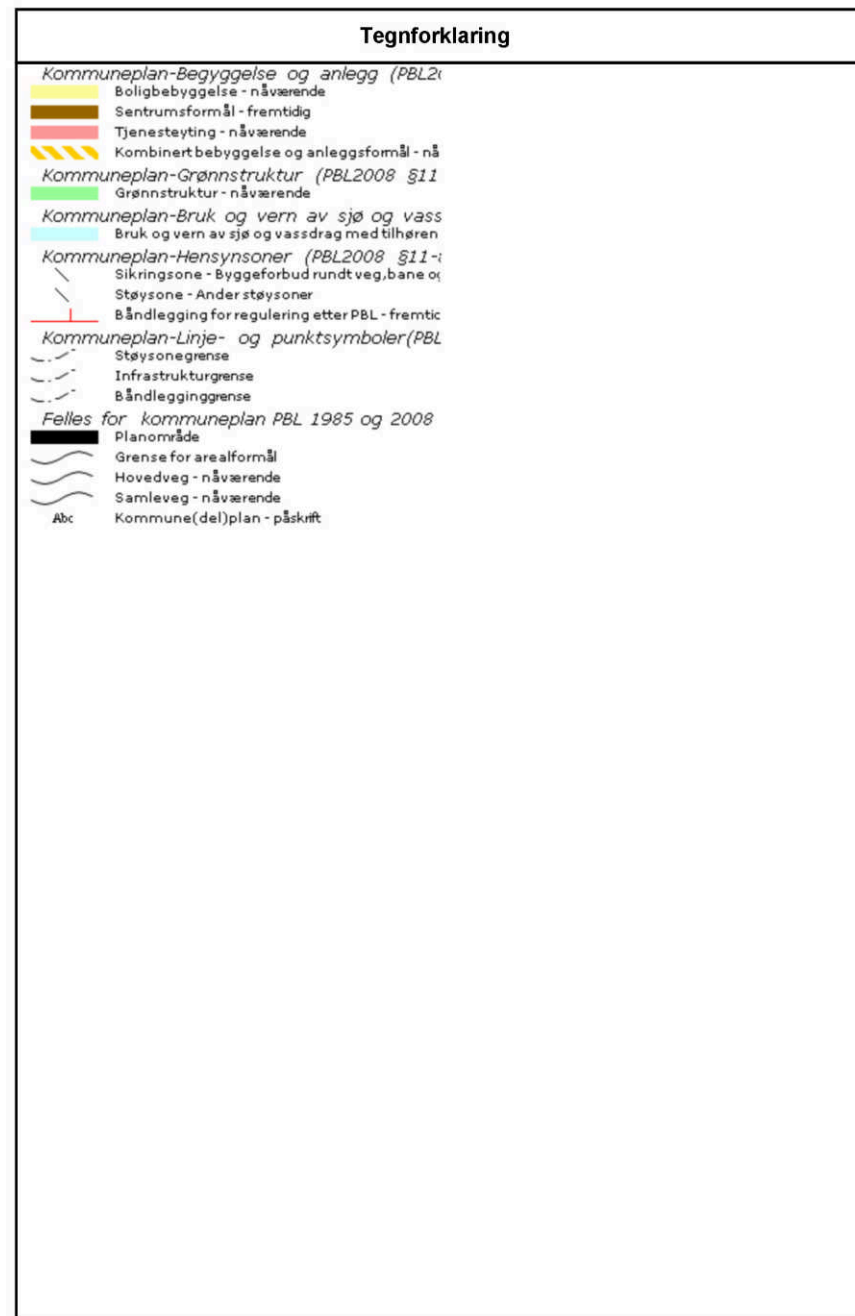 Tegnforklaring
Kommuneplan-Begyggelse og anlegg (PBL20
Boligbebyggelse - nåværende
Sentrumsformål - fremtidig
Tjenesteyting - nåværende
Kombinert bebyggelse og anleggsformål - nå
Kommuneplan-Grønnstruktur (PBL2008 §11
Grønnstruktur - nåværende
Kommuneplan-Bruk og vern av sjø og vass
Bruk og vern av sjø og vassdrag med tilhøren
Kommuneplan-Hensynsoner (PBL2008 §11-
Sikringsone - Byggeforbud rundt veg,bane og
Støysone - Ander støysoner
Båndlegging for regulering etter PBL - fremtid
Kommuneplan-Linje- og punktsymboler(PBL
Støysonegrense
Infrastrukturgrense
Båndlegginggrense
Felles for kommuneplan PBL 1985 og 2008
Planområde
Grense for arealformål
Hovedveg - nåværende
Samleveg - nåværende
Abc Kommune(del)plan - påskrift